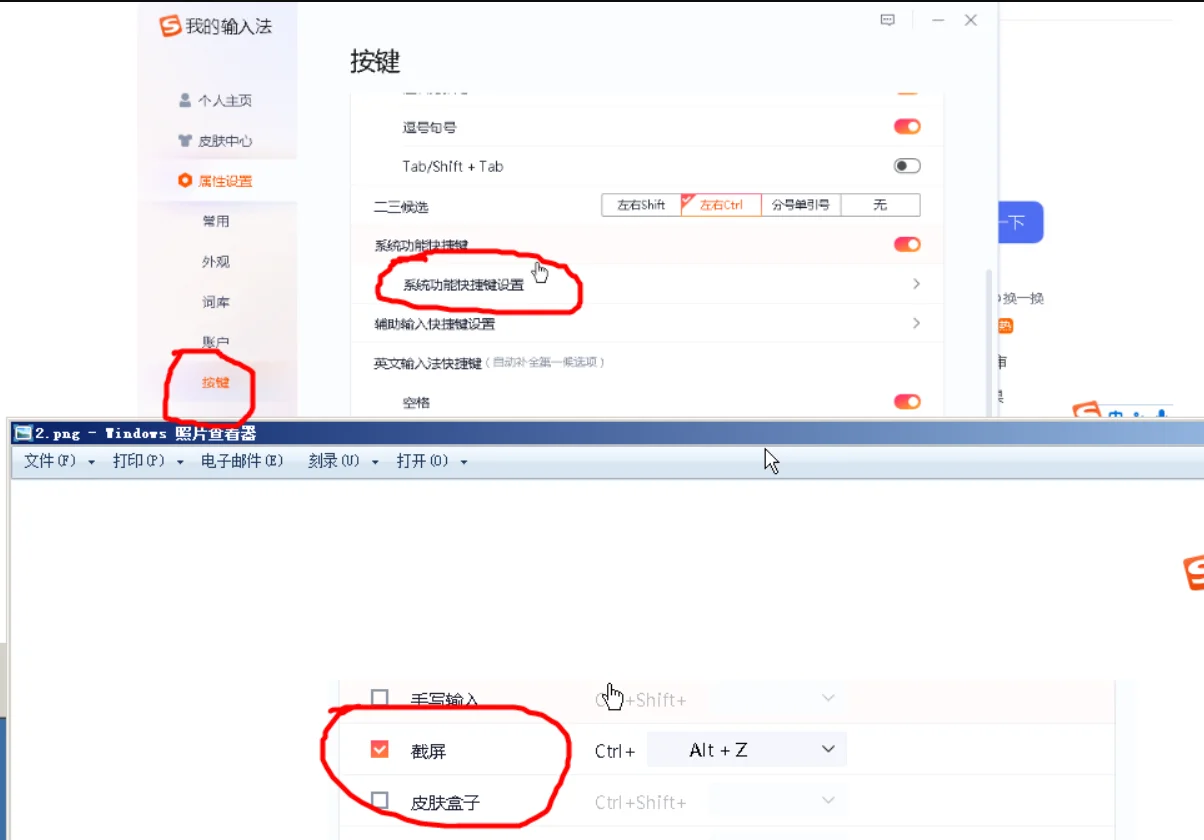 我的输入法
按键
个人主页
逗号句号
皮肤中心
Tab/Shift + Tab
属性设置
二三候选 左右Shift 左右Ctrl 分号单引号 无
常用
一下
系统功能快捷键
外观
系统功能快捷键设置
换一换
词库
热
辅助输入快捷键设置
账户
英文输入法快捷键（自动补全第一候选项）
按键
空格
中
2.png - Windows 照片查看器
文件(F) 打印(P) 电子邮件(E) 刻录(U) 打开(O)
手写输入 +Shift+
截屏 Ctrl+ Alt + Z
皮肤盒子 Ctrl+Shift+